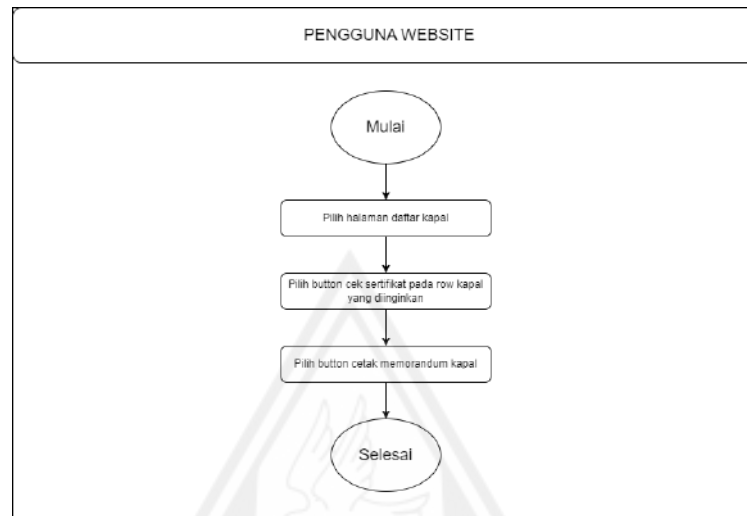 PENGGUNA WEBSITE
Mulai
Pilih halaman daftar kapal
Pilih button cek sertifikat pada row kapal
yang diinginkan
Pilih button cetak memorandum kapal
Selesai